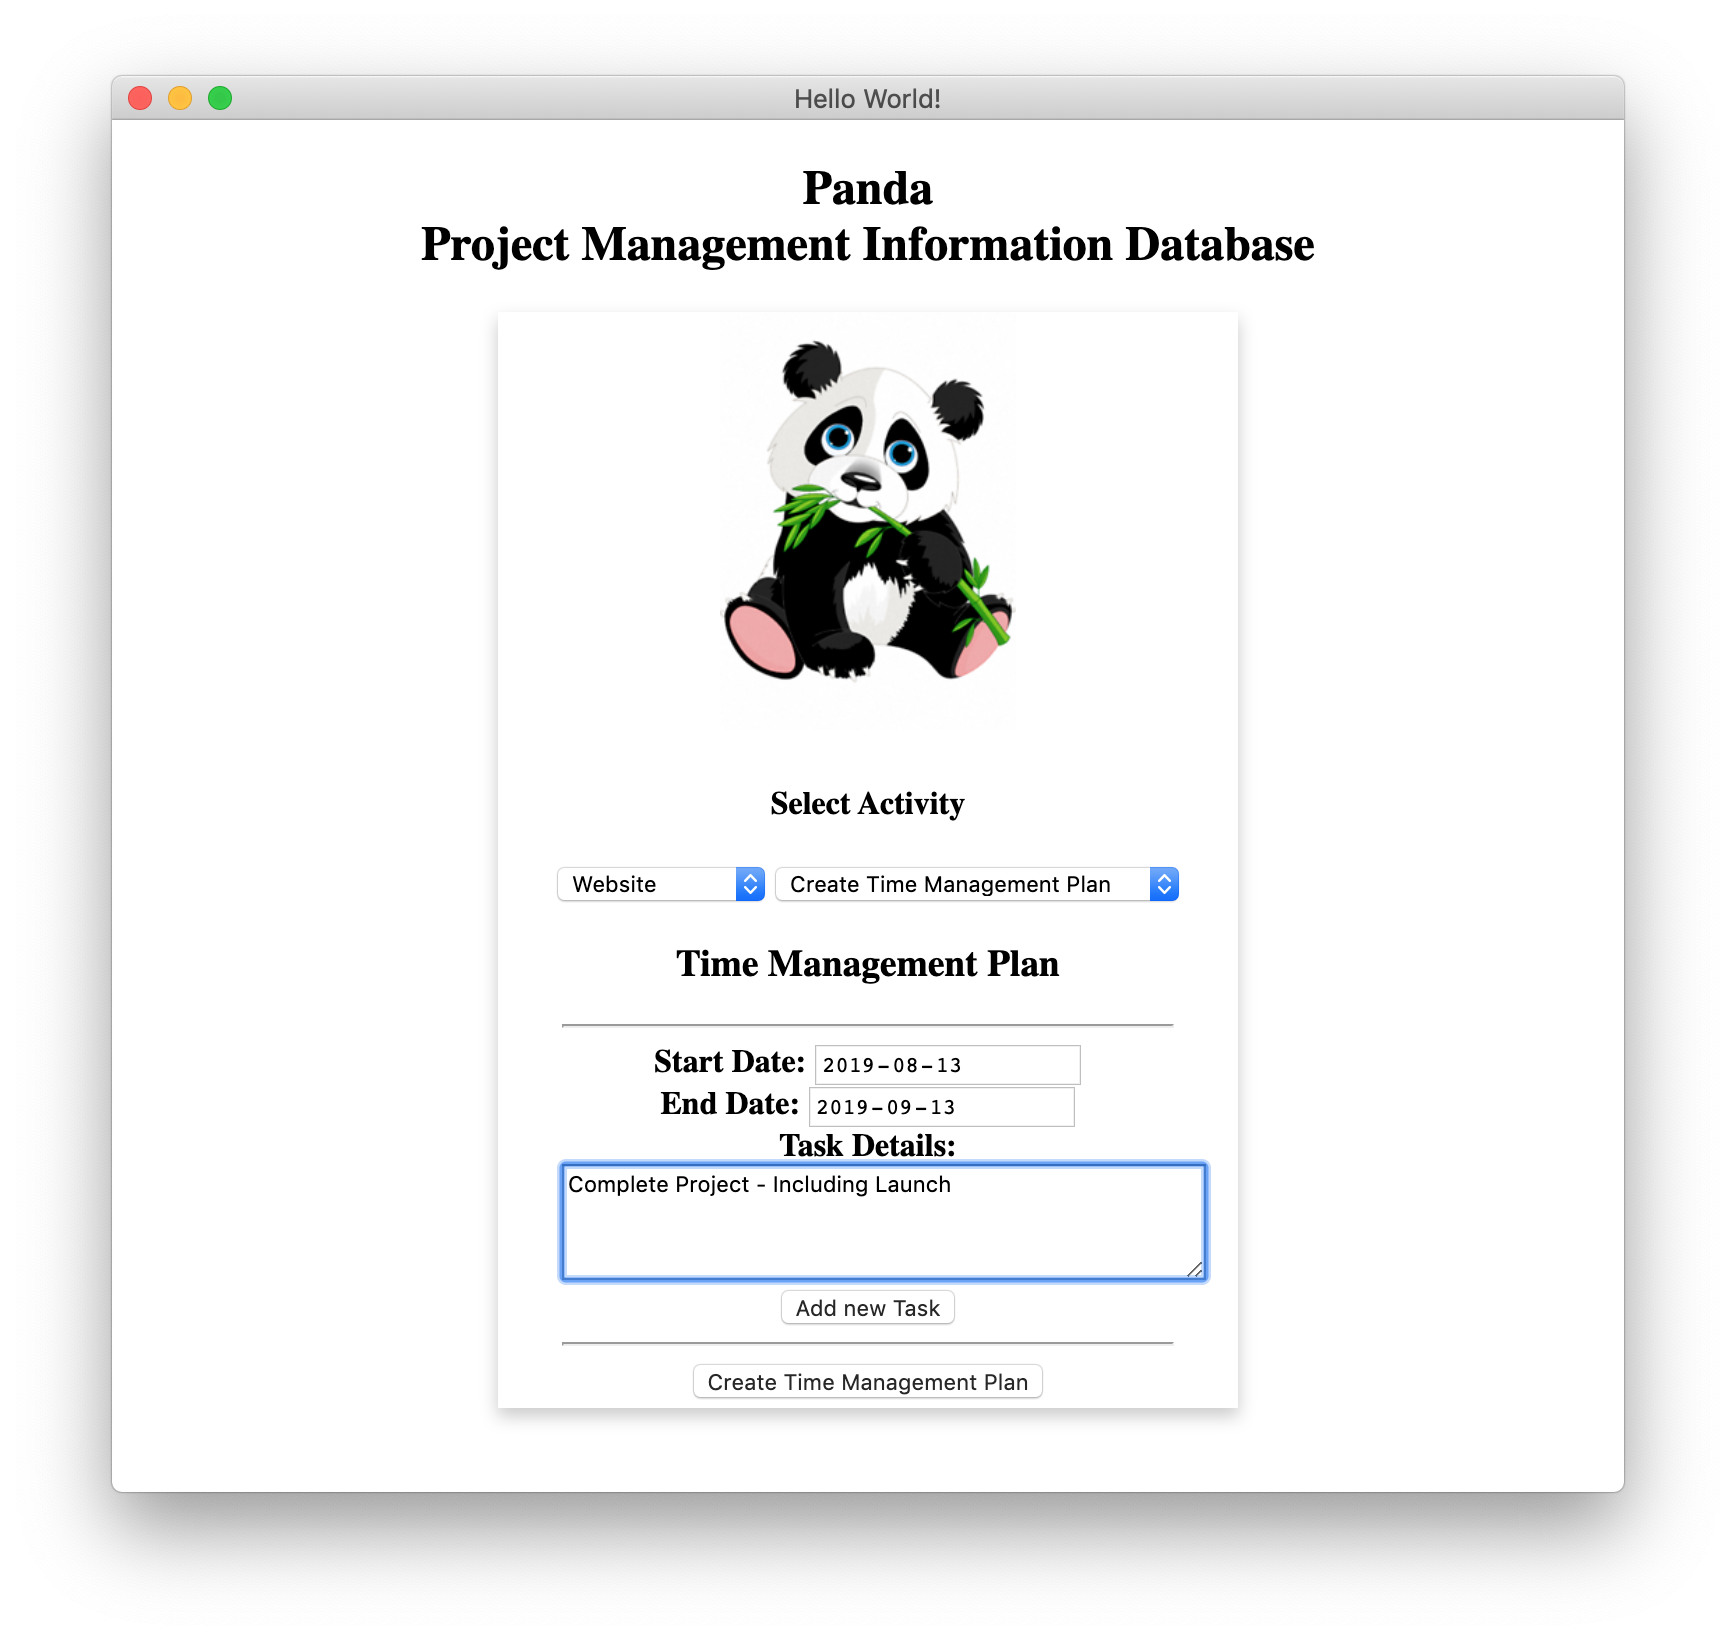 Hello World!
Panda
Project Management Information Database
Select Activity
Website Create Time Management Plan
Time Management Plan
Start Date: 2019-08-13
End Date: 2019-09-13
Task Details:
Complete Project - Including Launch
Add new Task
Create Time Management Plan